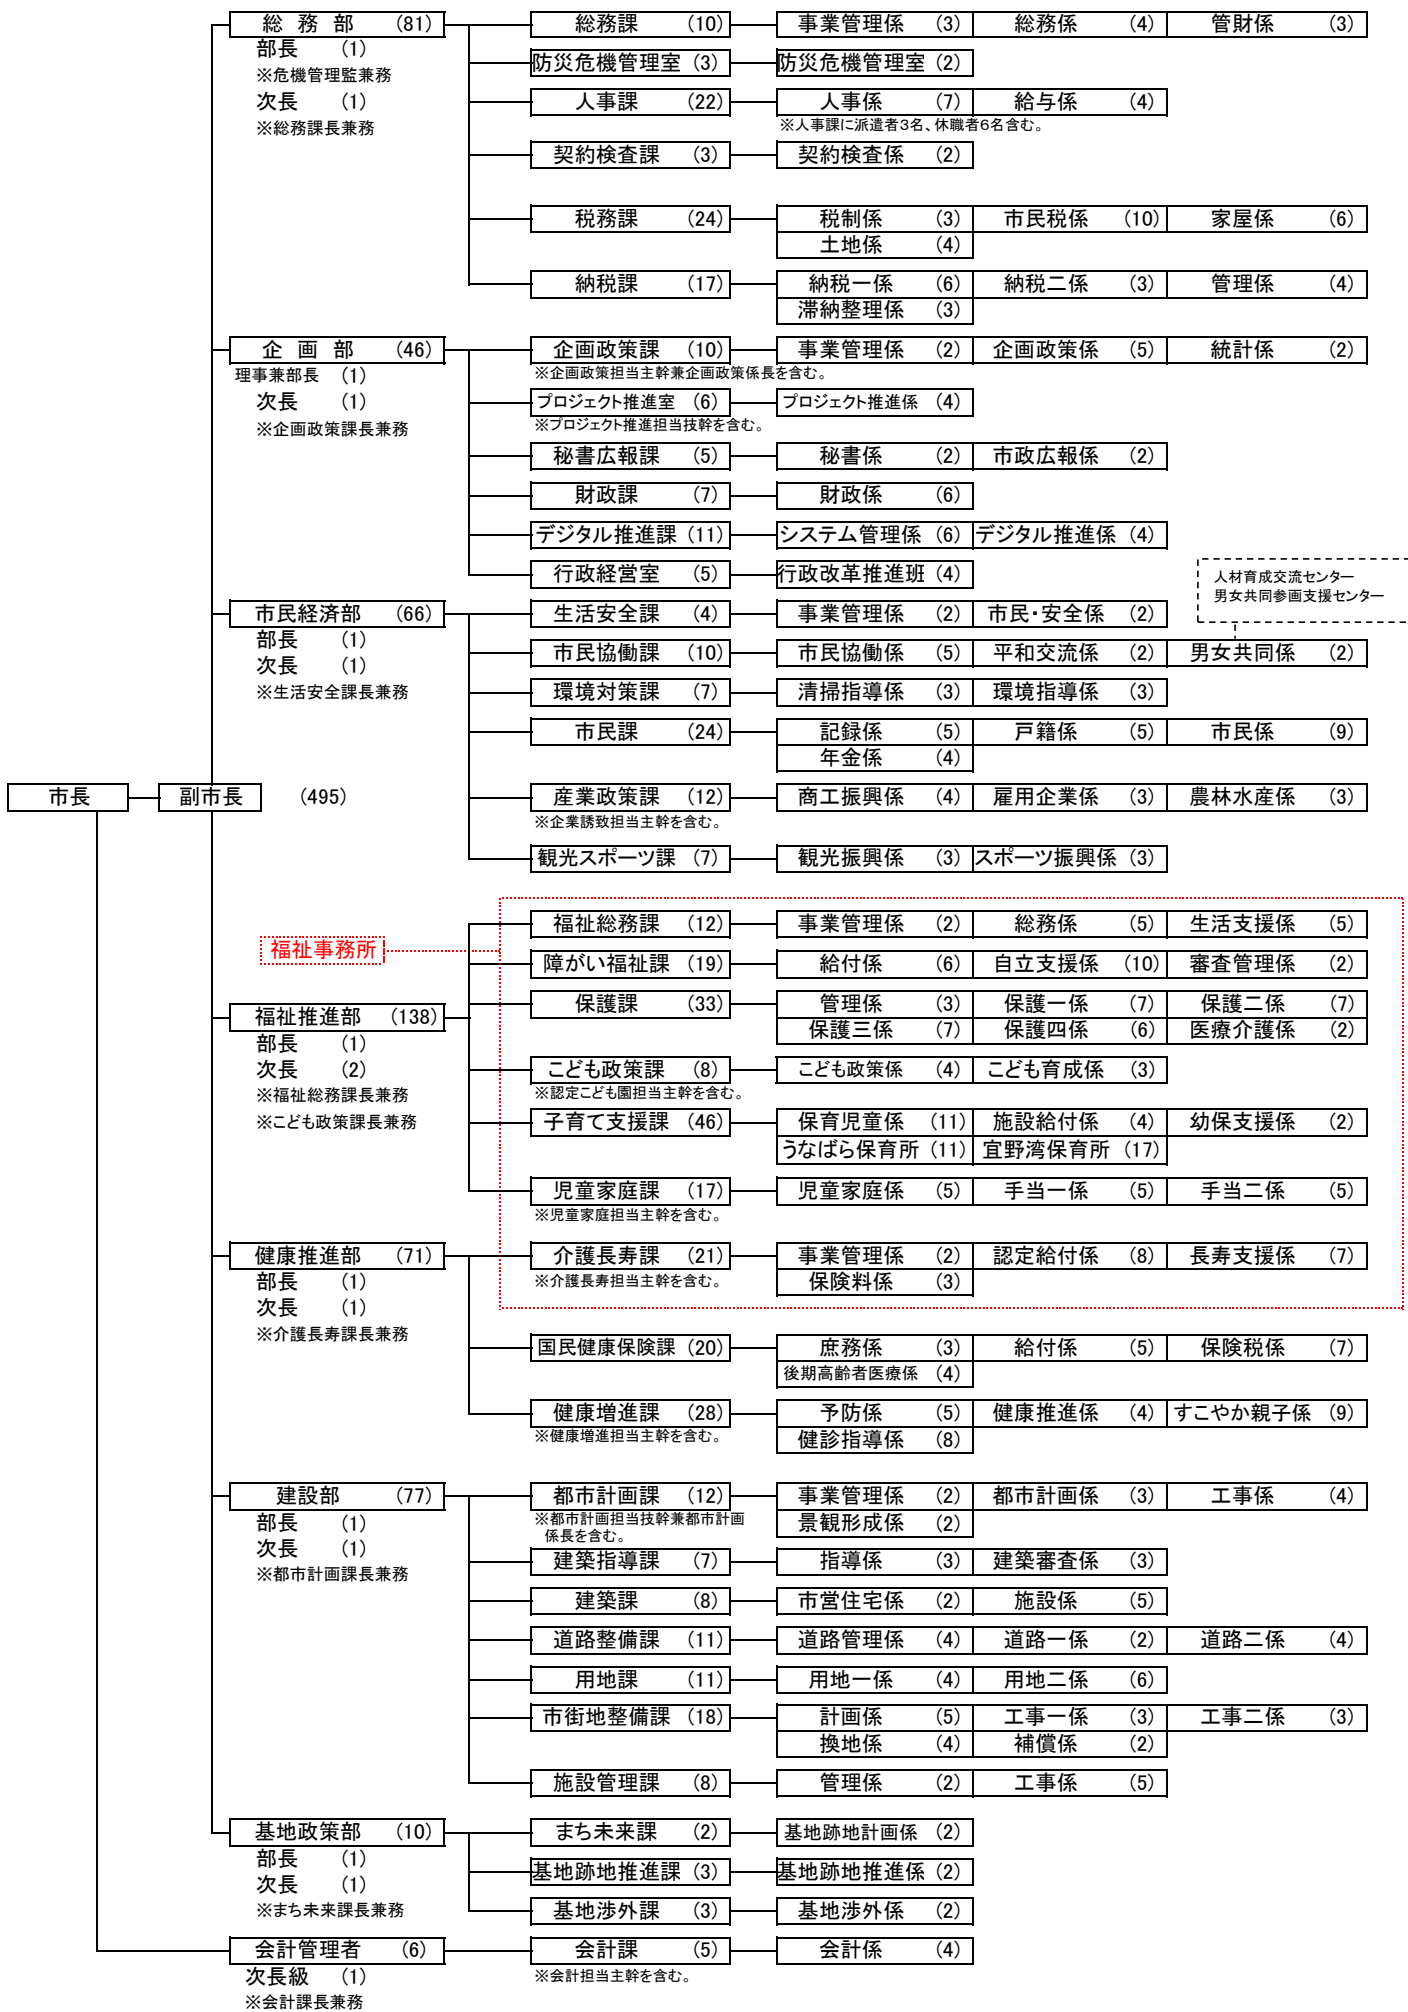 総 務 部 (81) 総務課 (10) 事業管理係 (3) 総務係 (4) 管財係 (3)
部長 (1)
防災危機管理室 (3) 防災危機管理室 (2)
※危機管理監兼務
次長 (1) 人事課 (22) 人事係 (7) 給与係 (4)
※総務課長兼務 ※人事課に派遣者3名、休職者6名含む。
契約検査課 (3) 契約検査係 (2)
税務課 (24) 税制係 (3) 市民税係 (10) 家屋係 (6)
土地係 (4)
納税課 (17) 納税一係 (6) 納税二係 (3) 管理係 (4)
滞納整理係 (3)
企 画 部 (46) 企画政策課 (10) 事業管理係 (2) 企画政策係 (5) 統計係 (2)
理事兼部長 (1) ※企画政策担当主幹兼企画政策係長を含む。
次長 (1) プロジェクト推進室 (6) プロジェクト推進係 (4)
※企画政策課長兼務 ※プロジェクト推進担当技幹を含む。
秘書広報課 (5) 秘書係 (2) 市政広報係 (2)
財政課 (7) 財政係 (6)
デジタル推進課 (11) システム管理係 (6) デジタル推進係 (4)
行政経営室 (5) 行政改革推進班 (4)
人材育成交流センター
男女共同参画支援センター
市民経済部 (66) 生活安全課 (4) 事業管理係 (2) 市民・安全係 (2)
部長 (1)
市民協働課 (10) 市民協働係 (5) 平和交流係 (2) 男女共同係 (2)
次長 (1)
※生活安全課長兼務 環境対策課 (7) 清掃指導係 (3) 環境指導係 (3)
市民課 (24) 記録係 (5) 戸籍係 (5) 市民係 (9)
年金係 (4)
市長 副市長 (495) 産業政策課 (12) 商工振興係 (4) 雇用企業係 (3) 農林水産係 (3)
※企業誘致担当主幹を含む。
観光スポーツ課 (7) 観光振興係 (3) スポーツ振興係 (3)
福祉総務課 (12) 事業管理係 (2) 総務係 (5) 生活支援係 (5)
福祉事務所
障がい福祉課 (19) 給付係 (6) 自立支援係 (10) 審査管理係 (2)
保護課 (33) 管理係 (3) 保護一係 (7) 保護二係 (7)
福祉推進部 (138)
保護三係 (7) 保護四係 (6) 医療介護係 (2)
部長 (1)
次長 (2) こども政策課 (8) こども政策係 (4) こども育成係 (3)
※福祉総務課長兼務 ※認定こども園担当主幹を含む。
※こども政策課長兼務 子育て支援課 (46) 保育児童係 (11) 施設給付係 (4) 幼保支援係 (2)
うなばら保育所 (11) 宜野湾保育所 (17)
児童家庭課 (17) 児童家庭係 (5) 手当一係 (5) 手当二係 (5)
※児童家庭担当主幹を含む。
健康推進部 (71) 介護長寿課 (21) 事業管理係 (2) 認定給付係 (8) 長寿支援係 (7)
部長 (1) ※介護長寿担当主幹を含む。 保険料係 (3)
次長 (1)
※介護長寿課長兼務
国民健康保険課 (20) 庶務係 (3) 給付係 (5) 保険税係 (7)
後期高齢者医療係 (4)
健康増進課 (28) 予防係 (5) 健康推進係 (4) すこやか親子係 (9)
※健康増進担当主幹を含む。 健診指導係 (8)
建設部 (77) 都市計画課 (12) 事業管理係 (2) 都市計画係 (3) 工事係 (4)
部長 (1) ※都市計画担当技幹兼都市計画 景観形成係 (2)
係長を含む。
次長 (1)
建築指導課 (7) 指導係 (3) 建築審査係 (3)
※都市計画課長兼務
建築課 (8) 市営住宅係 (2) 施設係 (5)
道路整備課 (11) 道路管理係 (4) 道路一係 (2) 道路二係 (4)
用地課 (11) 用地一係 (4) 用地二係 (6)
市街地整備課 (18) 計画係 (5) 工事一係 (3) 工事二係 (3)
換地係 (4) 補償係 (2)
施設管理課 (8) 管理係 (2) 工事係 (5)
基地政策部 (10) まち未来課 (2) 基地跡地計画係 (2)
部長 (1)
基地跡地推進課 (3) 基地跡地推進係 (2)
次長 (1)
※まち未来課長兼務 基地渉外課 (3) 基地渉外係 (2)
会計管理者 (6) 会計課 (5) 会計係 (4)
次長級 (1) ※会計担当主幹を含む。
※会計課長兼務